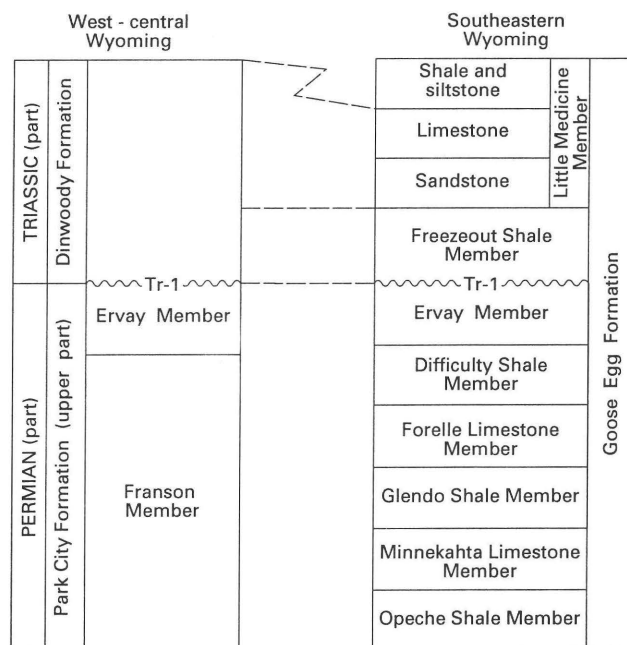 West - central
Wyoming
Southeastern
Wyoming
TRIASSIC (part)
Dinwoody Formation
Shale and
siltstone
Limestone
Sandstone
Little Medicine
Member
Freezeout Shale
Member
Tr-1
Tr-1
PERMIAN (part)
Park City Formation (upper part)
Ervay Member
Franson
Member
Ervay Member
Difficulty Shale
Member
Forelle Limestone
Member
Glendo Shale Member
Minnekahta Limestone
Member
Opeche Shale Member
Goose Egg Formation